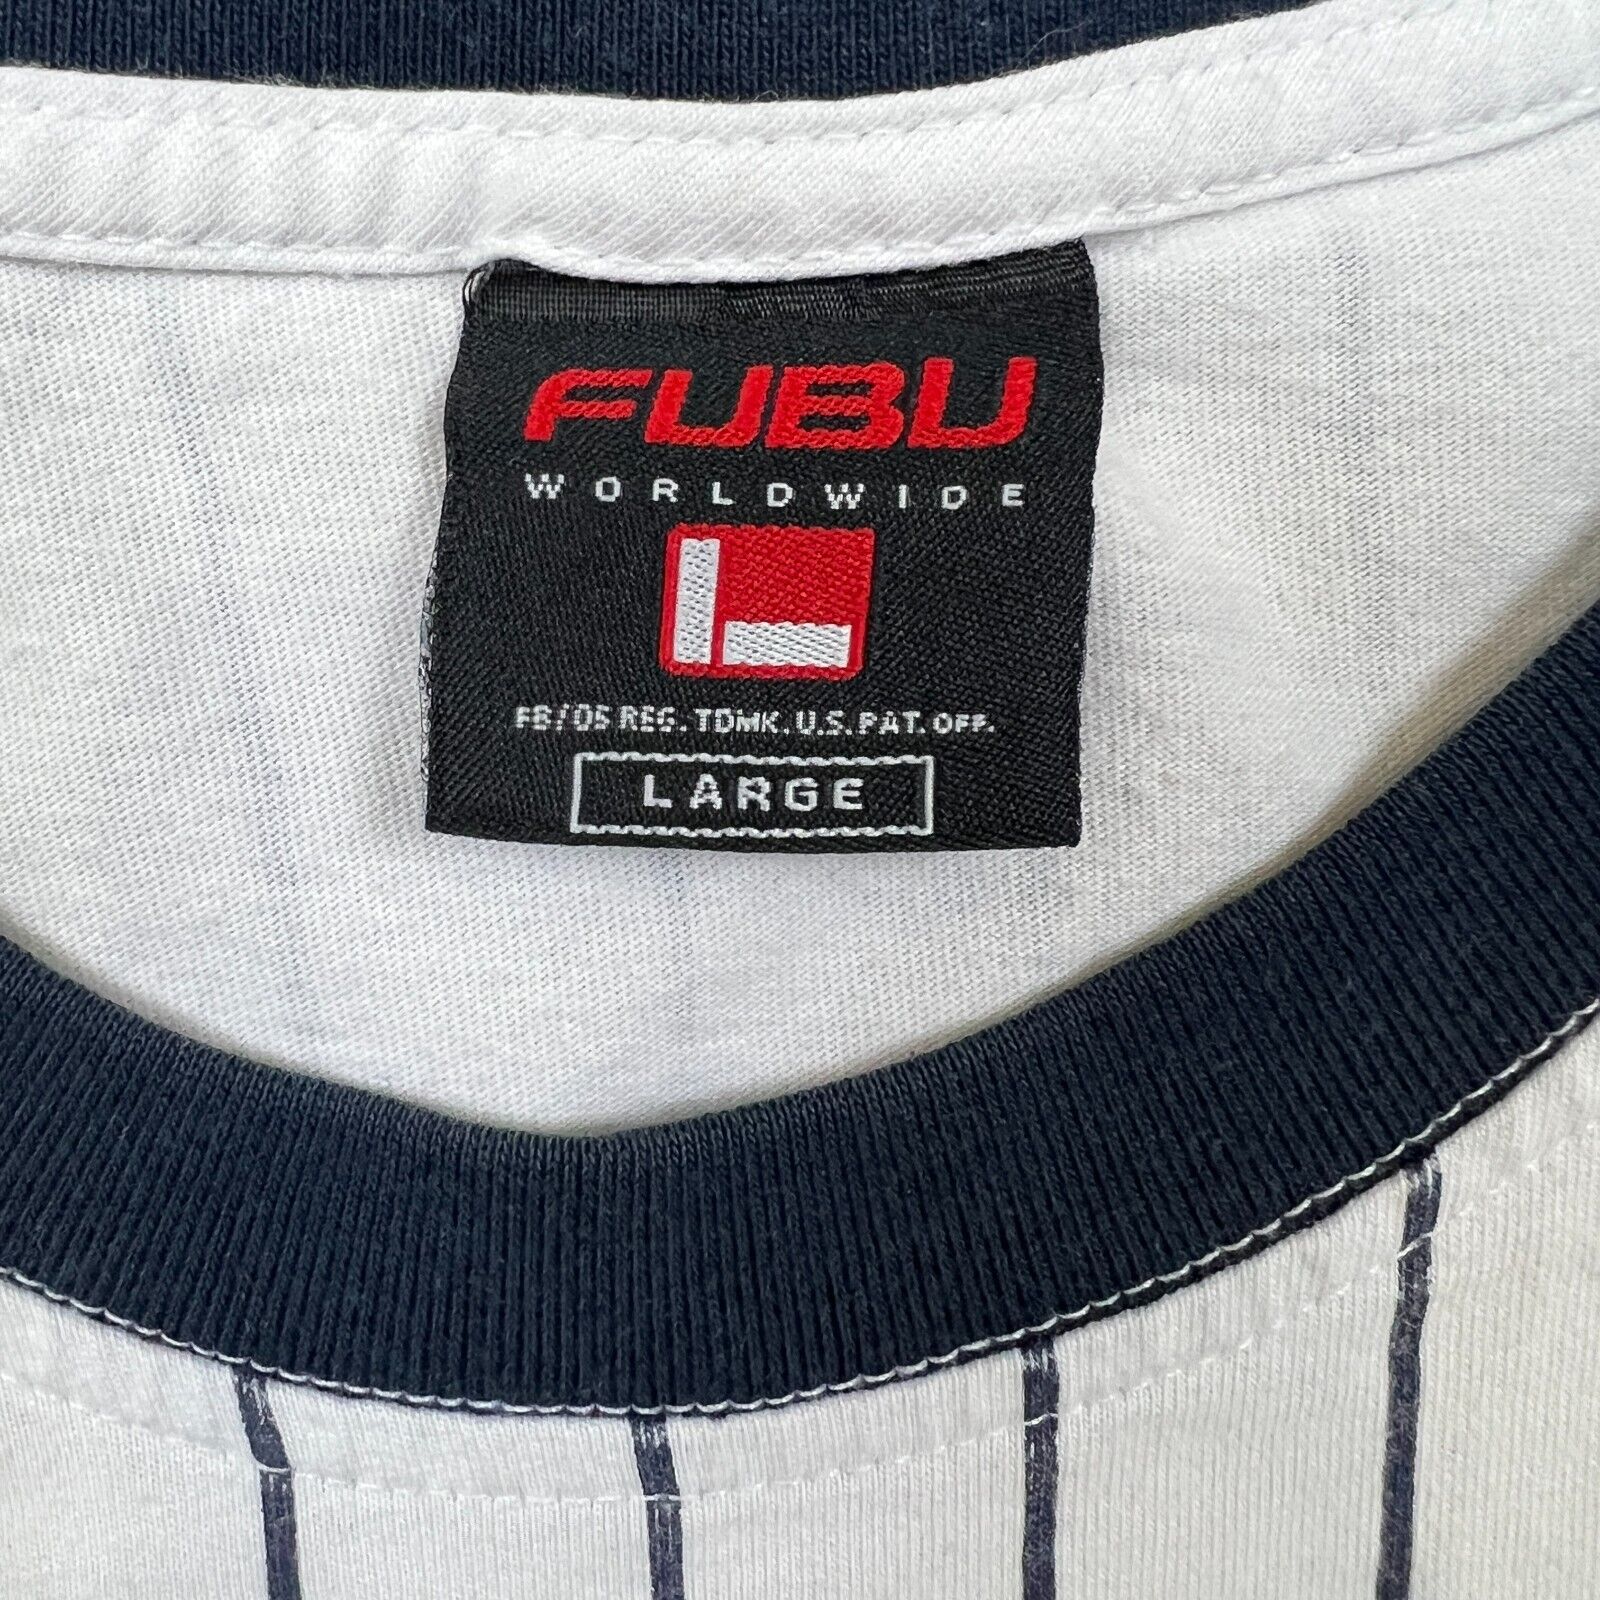 FUBU
WORLDWIDE
FB/05 REG. TDMK. U.S. PAT. OFF.
LARGE